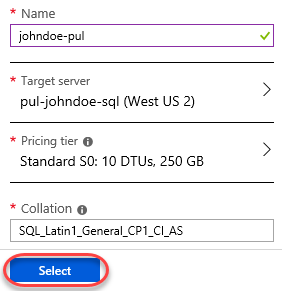 * Name
johndoe-pul
* Target server
pul-johndoe-sql (West US 2)
* Pricing tier
Standard S0: 10 DTUs, 250 GB
* Collation
SQL_Latin1_General_CP1_CI_AS
Select